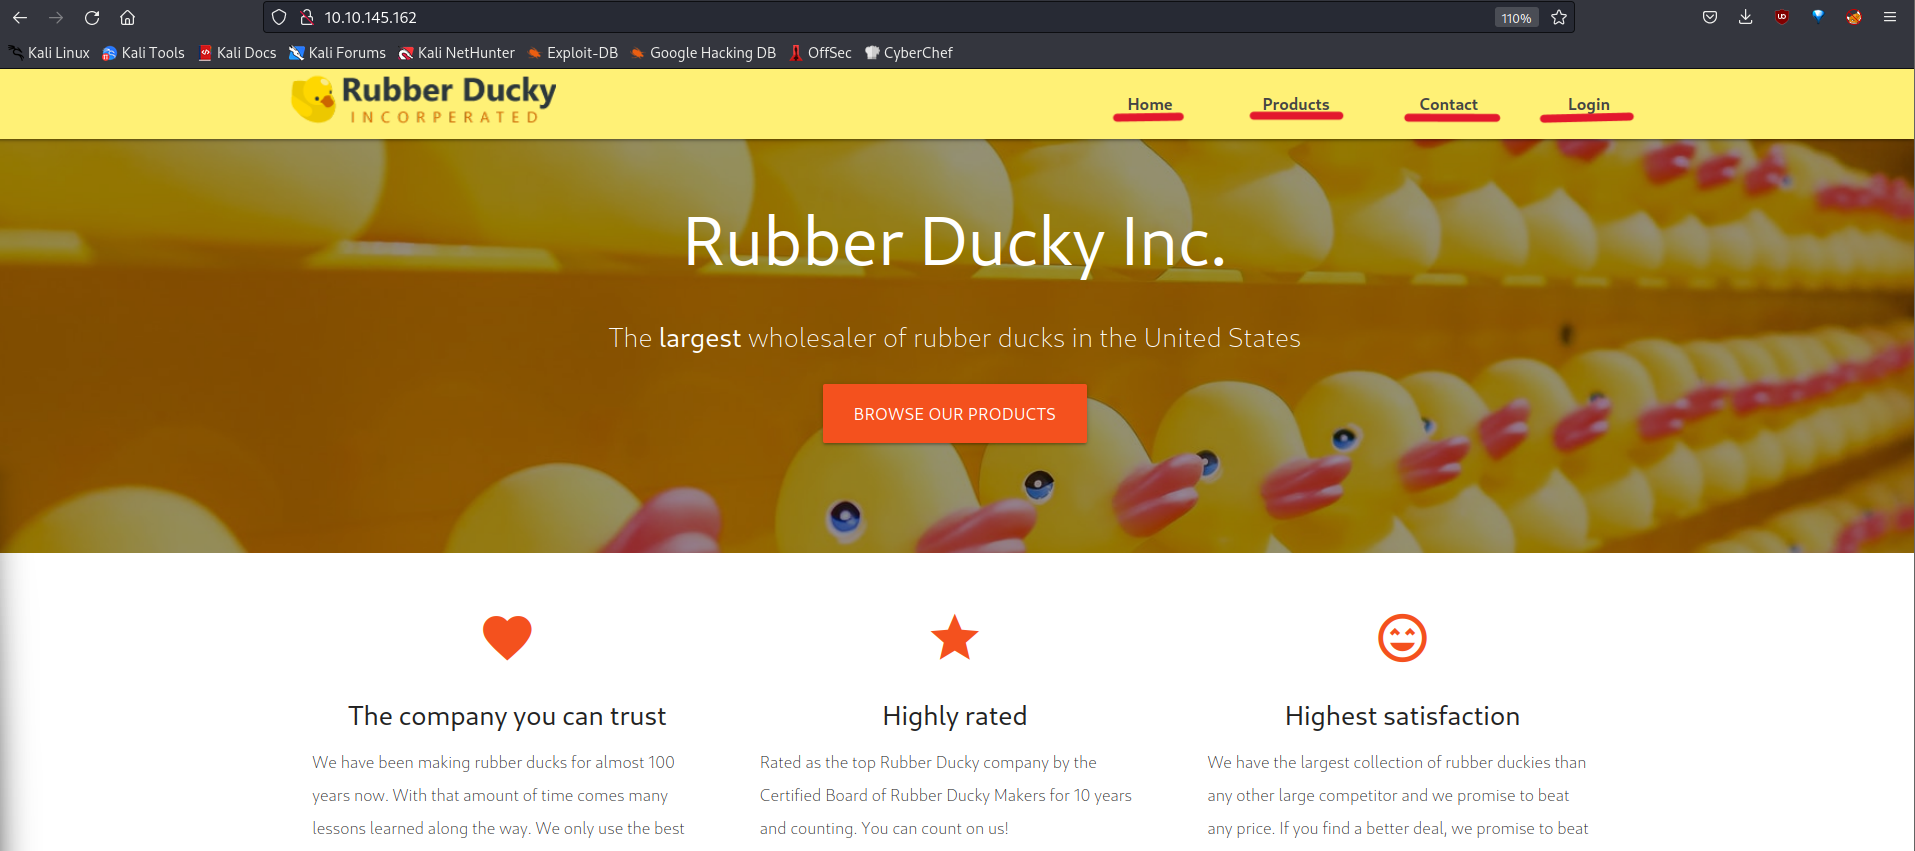 10.10.145.162
110%
Kali Linux Kali Tools Kali Docs Kali Forums Kali NetHunter Exploit-DB Google Hacking DB OffSec CyberChef
Rubber Ducky
INCORPERATED
Home Products Contact Login
Rubber Ducky Inc.
The largest wholesaler of rubber ducks in the United States
BROWSE OUR PRODUCTS
The company you can trust
We have been making rubber ducks for almost 100
years now. With that amount of time comes many
lessons learned along the way. We only use the best
Highly rated
Rated as the top Rubber Ducky company by the
Certified Board of Rubber Ducky Makers for 10 years
and counting. You can count on us!
Highest satisfaction
We have the largest collection of rubber duckies than
any other large competitor and we promise to beat
any price. If you find a better deal, we promise to beat